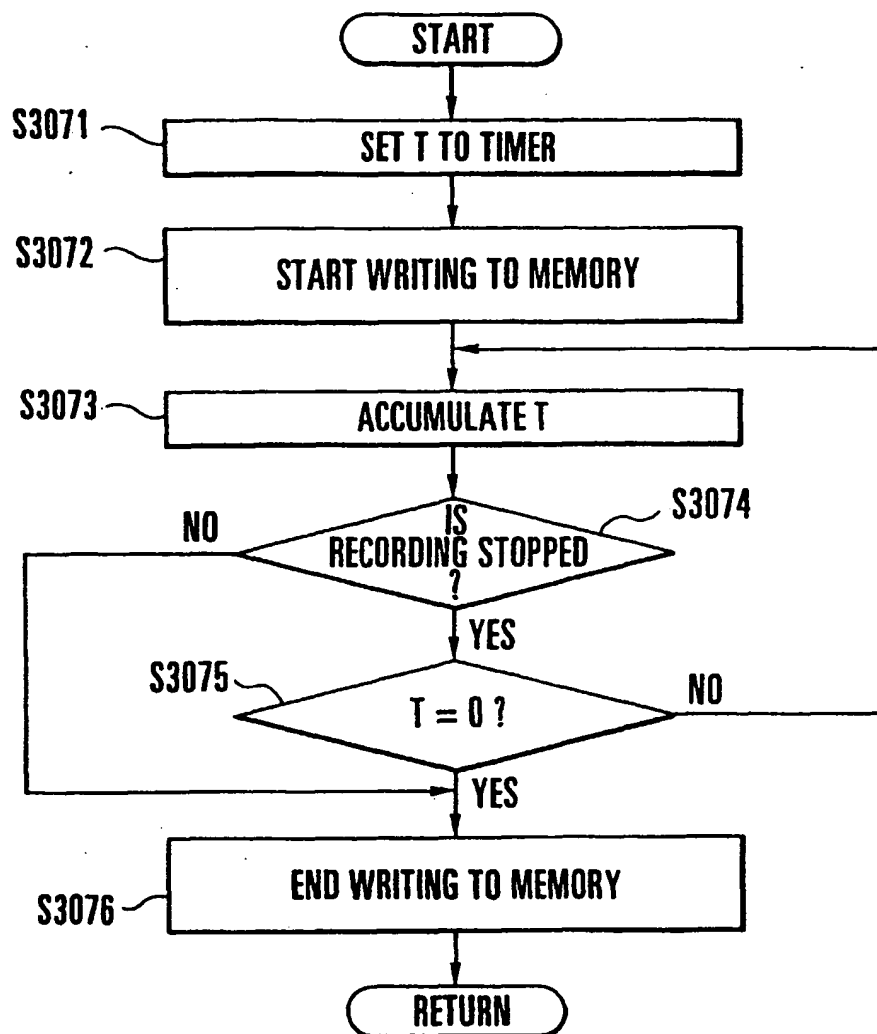 START
S3071
SET T TO TIMER
S3072
START WRITING TO MEMORY
S3073
ACCUMULATE T
S3074
NO
IS
RECORDING STOPPED
?
YES
S3075
T = 0 ?
NO
YES
END WRITING TO MEMORY
S3076
RETURN